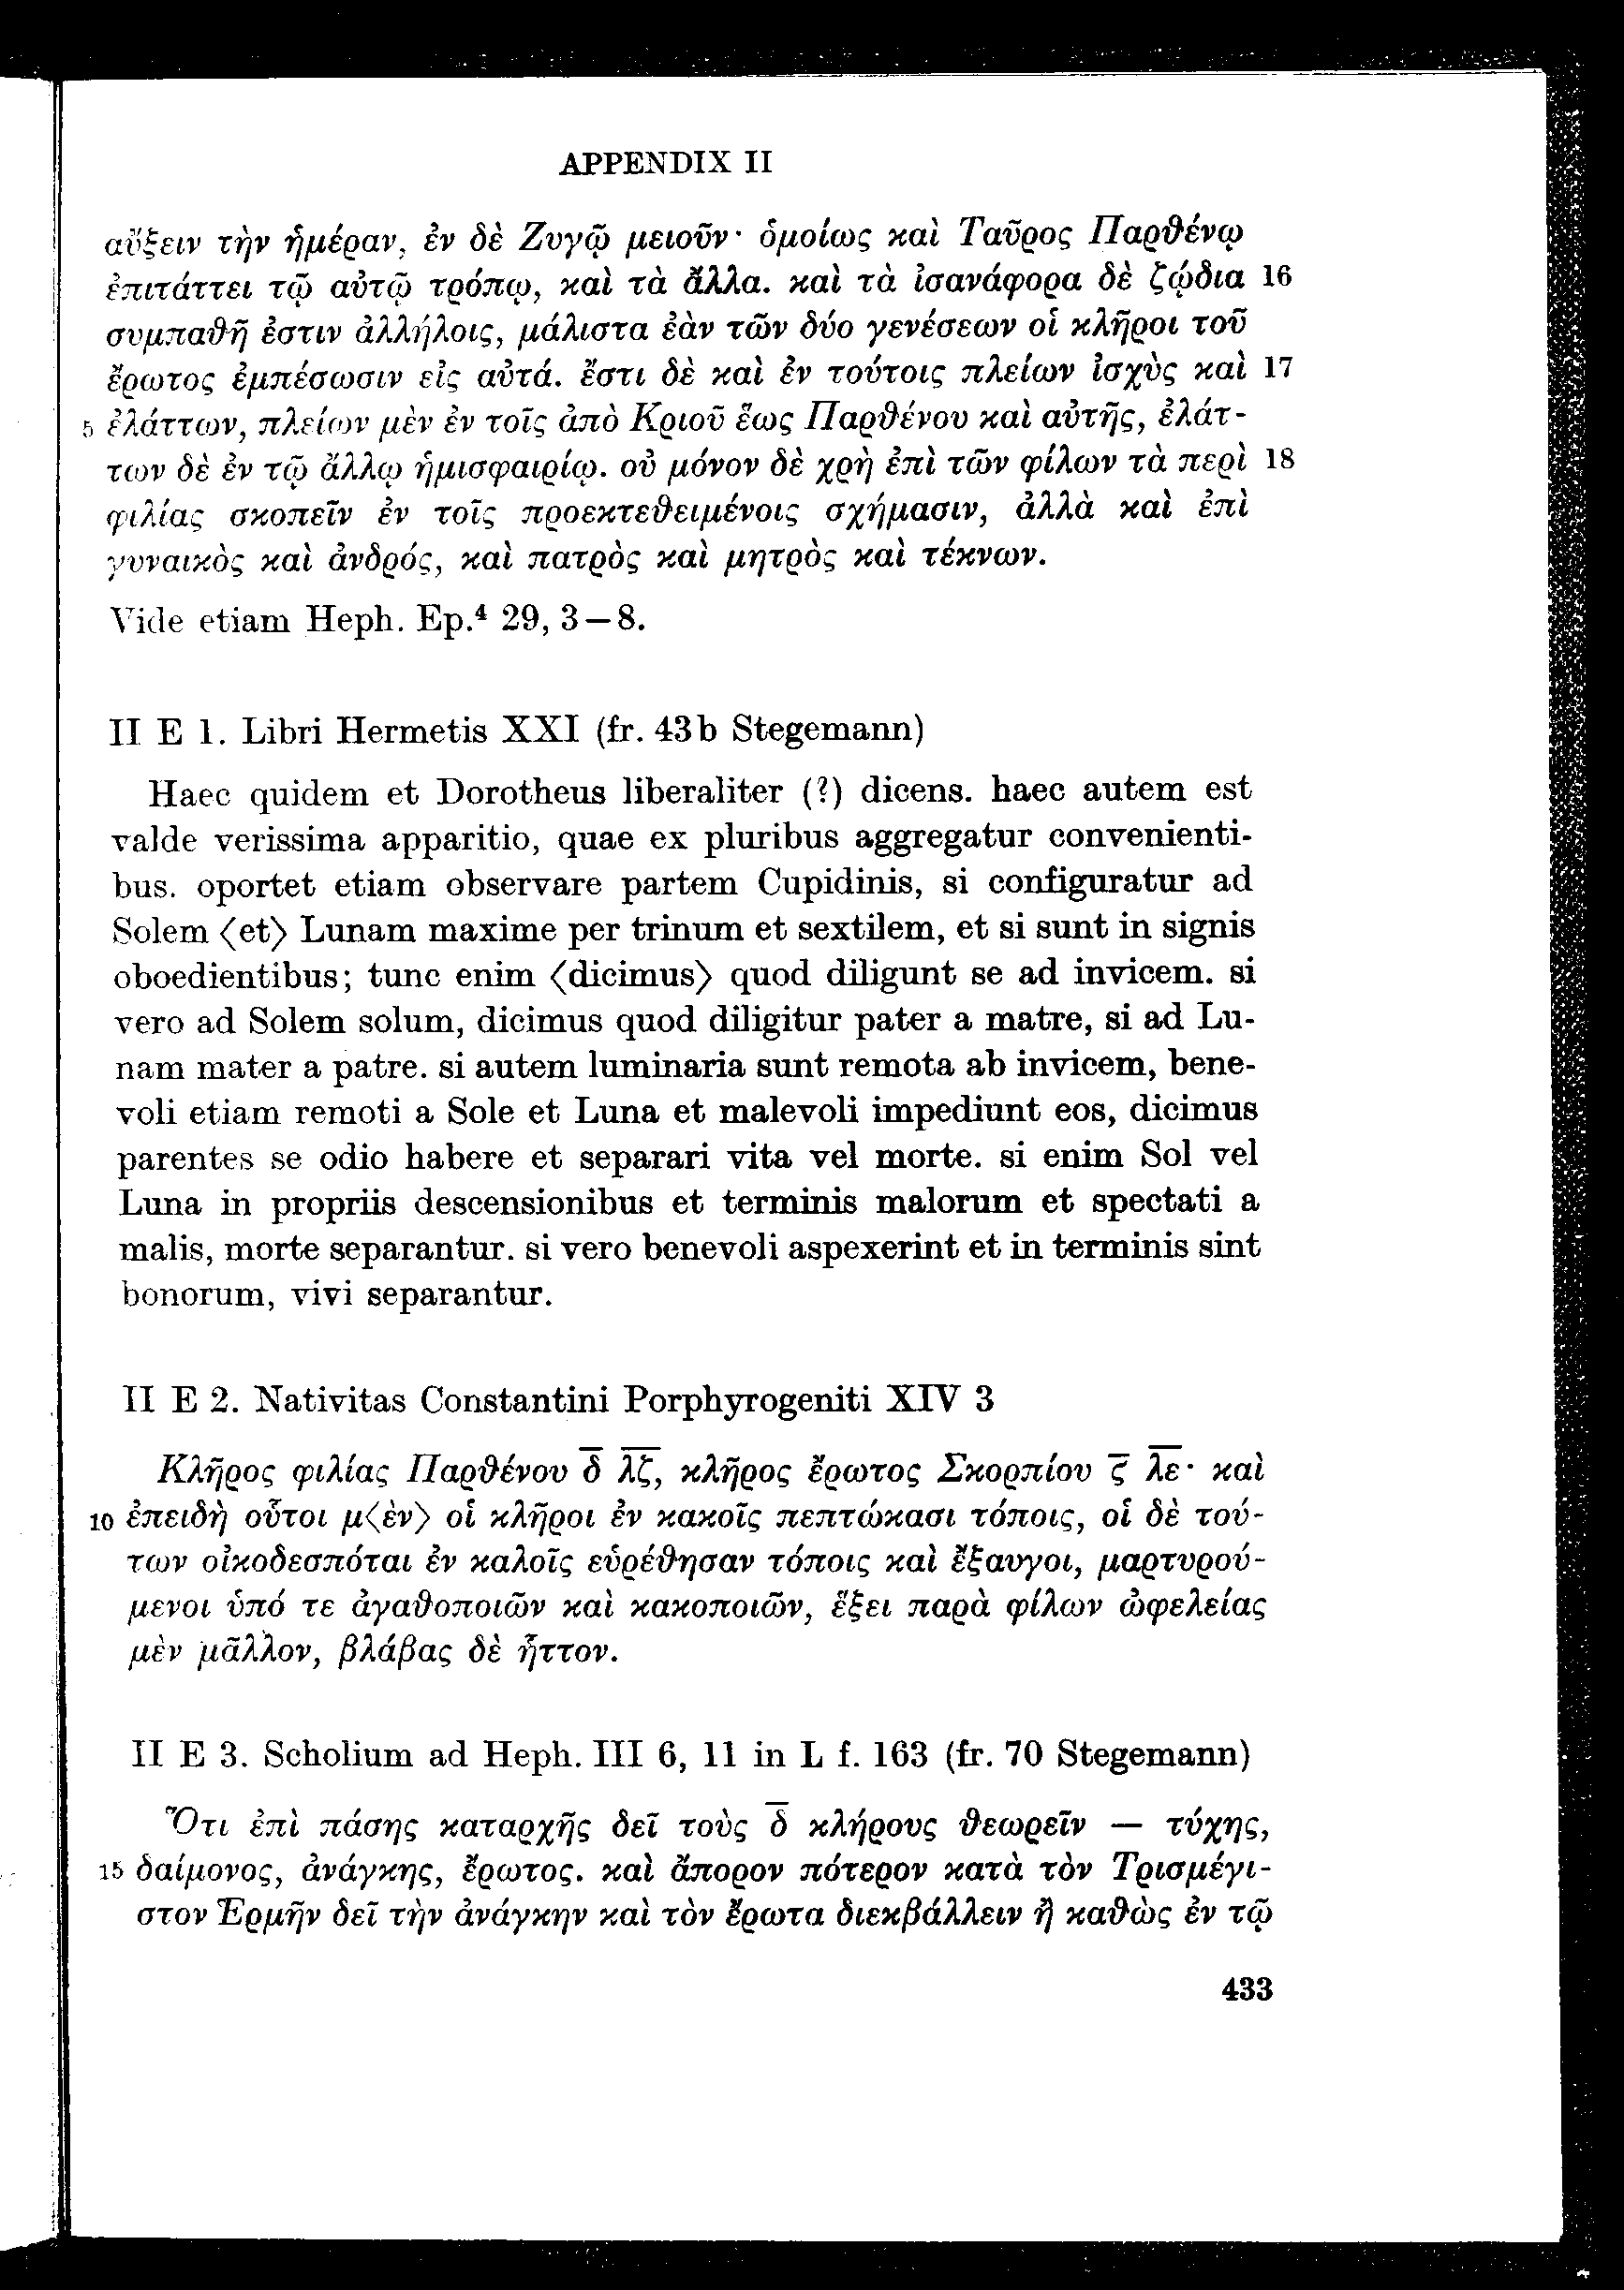 APPENDIX II
αὔξειν τὴν ἡμέραν, ἐν δὲ Ζυγῷ μειοῦν· ὁμοίως καὶ Ταῦρος Παρθένῳ
ἐπιτάττει τῷ αὐτῷ τρόπῳ, καὶ τὰ ἄλλα. καὶ τὰ ἰσανάφορα δὲ ζῴδια 16
συμπαθῆ ἐστιν ἀλλήλοις, μάλιστα ἐὰν τῶν δύο γενέσεων οἱ κλῆροι τοῦ
ἔρωτος ἐμπέσωσιν εἰς αὐτά. ἔστι δὲ καὶ ἐν τούτοις πλείων ἰσχὺς καὶ 17
5 ἐλάττων, πλείων μὲν ἐν τοῖς ἀπὸ Κριοῦ ἕως Παρθένου καὶ αὐτῆς, ἐλάτ-
των δὲ ἐν τῷ ἄλλῳ ἡμισφαιρίῳ. οὐ μόνον δὲ χρὴ ἐπὶ τῶν φίλων τὰ περὶ 18
φιλίας σκοπεῖν ἐν τοῖς προεκτεθειμένοις σχήμασιν, ἀλλὰ καὶ ἐπὶ
γυναικὸς καὶ ἀνδρός, καὶ πατρὸς καὶ μητρὸς καὶ τέκνων.
Vide etiam Heph. Ep.⁴ 29, 3–8.
II E 1. Libri Hermetis XXI (fr. 43b Stegemann)
Haec quidem et Dorotheus liberaliter (?) dicens. haec autem est
valde verissima apparitio, quae ex pluribus aggregatur convenienti-
bus. oportet etiam observare partem Cupidinis, si configuratur ad
Solem ⟨et⟩ Lunam maxime per trinum et sextilem, et si sunt in signis
oboedientibus; tunc enim ⟨dicimus⟩ quod diligunt se ad invicem. si
vero ad Solem solum, dicimus quod diligitur pater a matre, si ad Lu-
nam mater a patre. si autem luminaria sunt remota ab invicem, bene-
voli etiam remoti a Sole et Luna et malevoli impediunt eos, dicimus
parentes se odio habere et separari vita vel morte. si enim Sol vel
Luna in propriis descensionibus et terminis malorum et spectati a
malis, morte separantur. si vero benevoli aspexerint et in terminis sint
bonorum, vivi separantur.
II E 2. Nativitas Constantini Porphyrogeniti XIV 3
Κλῆρος φιλίας Παρθένου δ̅ λ̅ζ̅, κλῆρος ἔρωτος Σκορπίου ϛ̅ λ̅ε̅· καὶ
10 ἐπειδὴ οὗτοι μ⟨ὲν⟩ οἱ κλῆροι ἐν κακοῖς πεπτώκασι τόποις, οἱ δὲ τού-
των οἰκοδεσπόται ἐν καλοῖς εὑρέθησαν τόποις καὶ ἔξαυγοι, μαρτυρού-
μενοι ὑπό τε ἀγαθοποιῶν καὶ κακοποιῶν, ἕξει παρὰ φίλων ὠφελείας
μὲν μᾶλλον, βλάβας δὲ ἧττον.
II E 3. Scholium ad Heph. III 6, 11 in L f. 163 (fr. 70 Stegemann)
Ὅτι ἐπὶ πάσης καταρχῆς δεῖ τοὺς δ̅ κλήρους θεωρεῖν — τύχης,
15 δαίμονος, ἀνάγκης, ἔρωτος. καὶ ἄπορον πότερον κατὰ τὸν Τρισμέγι-
στον Ἑρμῆν δεῖ τὴν ἀνάγκην καὶ τὸν ἔρωτα διεκβάλλειν ἢ καθὼς ἐν τῷ
433